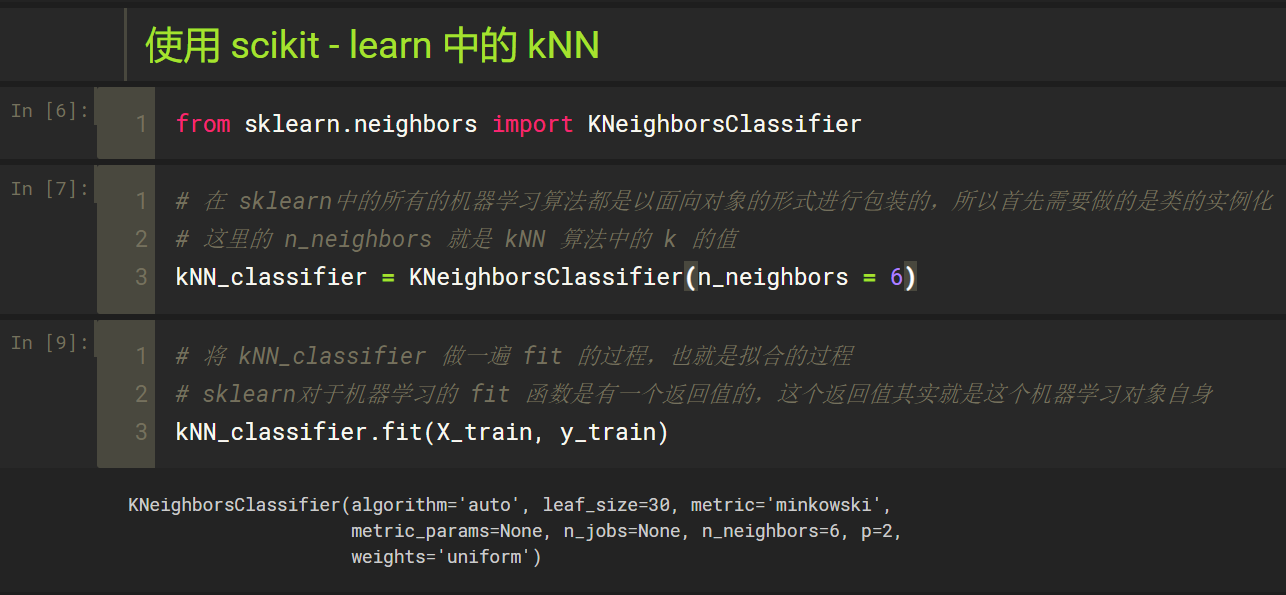 使用 scikit - learn 中的 kNN
In [6]:
1 from sklearn.neighbors import KNeighborsClassifier
In [7]:
1 # 在 sklearn中的所有的机器学习算法都是以面向对象的形式进行包装的，所以首先需要做的是类的实例化
2 # 这里的 n_neighbors 就是 kNN 算法中的 k 的值
3 kNN_classifier = KNeighborsClassifier(n_neighbors = 6)
In [9]:
1 # 将 kNN_classifier 做一遍 fit 的过程，也就是拟合的过程
2 # sklearn对于机器学习的 fit 函数是有一个返回值的，这个返回值其实就是这个机器学习对象自身
3 kNN_classifier.fit(X_train, y_train)
KNeighborsClassifier(algorithm='auto', leaf_size=30, metric='minkowski',
metric_params=None, n_jobs=None, n_neighbors=6, p=2,
weights='uniform')